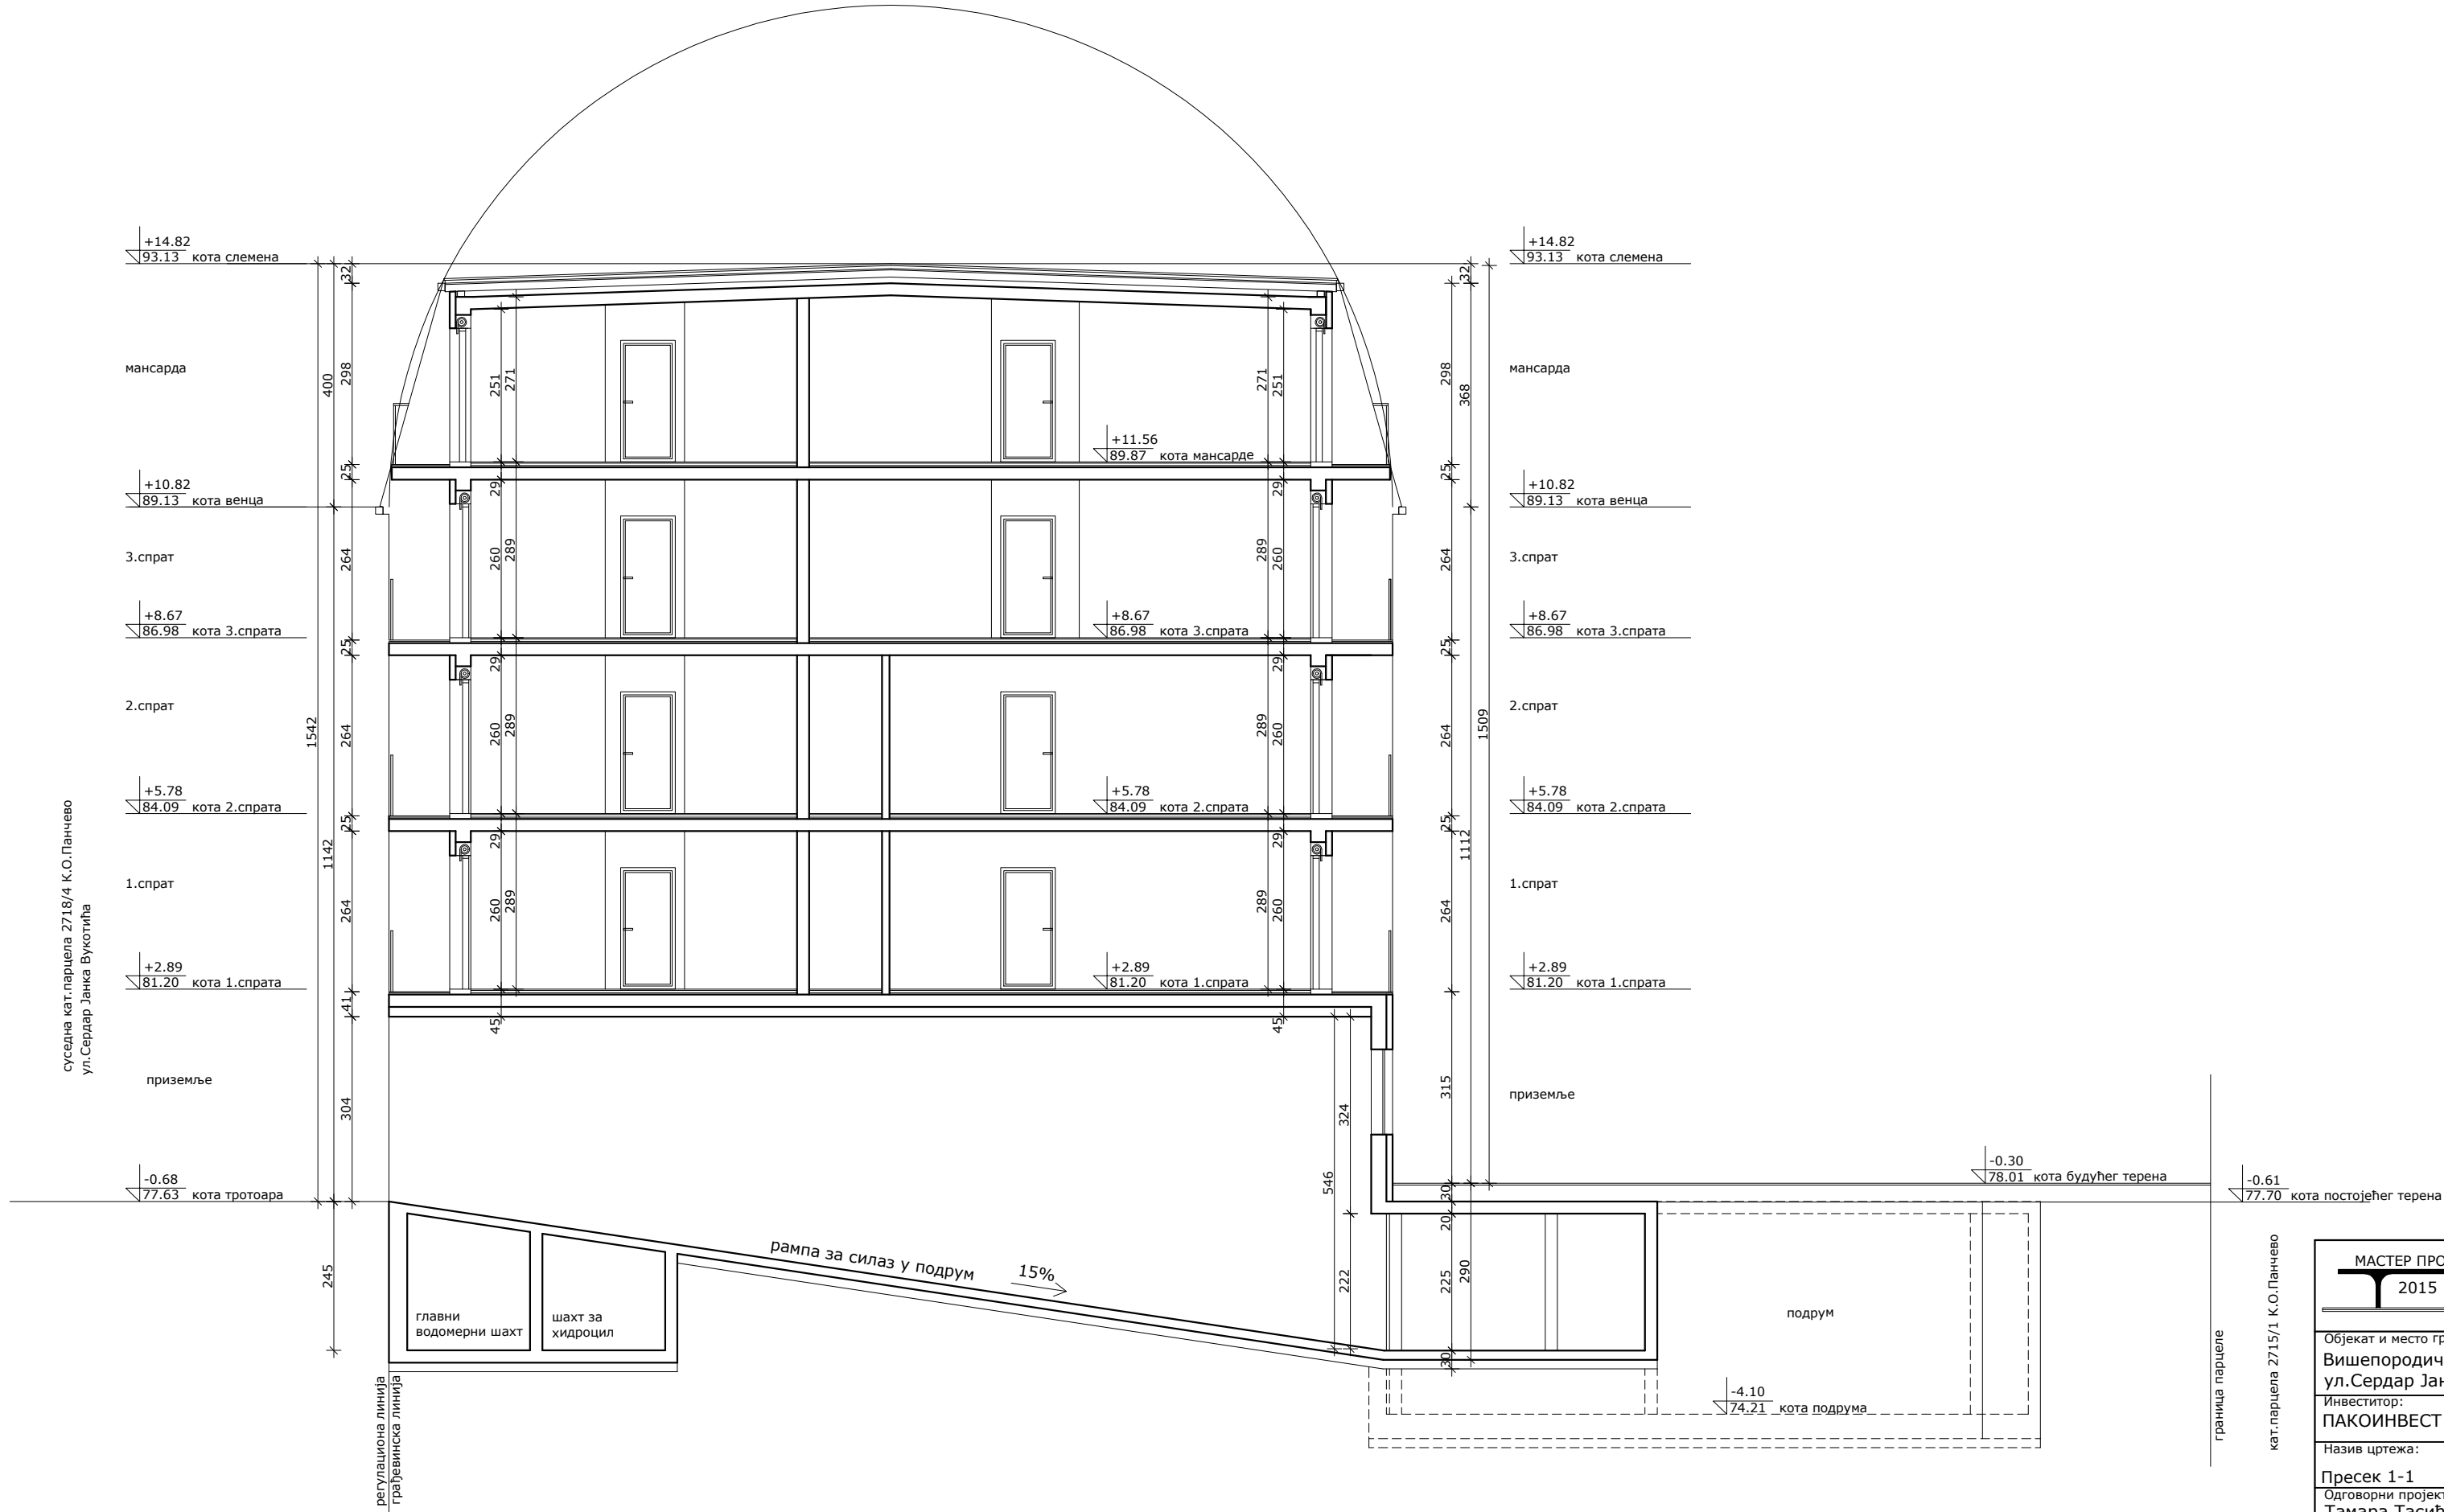 +14.82
93.13 кота слемена
мансарда
+10.82
89.13 кота венца
3.спрат
+8.67
86.98 кота 3.спрата
2.спрат
+5.78
84.09 кота 2.спрата
1.спрат
+2.89
81.20 кота 1.спрата
приземље
-0.68
77.63 кота тротоара
суседна кат.парцела 2718/4 К.О.Панчево
ул.Сердар Јанка Вукотића
1542
400
1142
245
32
298
25
264
25
264
25
264
41
304
251
271
29
260
289
29
260
289
29
260
289
45
+11.56
89.87 кота мансарде
+8.67
86.98 кота 3.спрата
+5.78
84.09 кота 2.спрата
+2.89
81.20 кота 1.спрата
271
251
29
289
260
29
289
260
29
289
260
45
546
324
222
рампа за силаз у подрум 15%
главни
водомерни шахт
шахт за
хидроцил
регулациона линија
грађевинска линија
32
298
368
25
264
25
264
25
264
1509
1112
315
30
20
225
290
30
+14.82
93.13 кота слемена
мансарда
+10.82
89.13 кота венца
3.спрат
+8.67
86.98 кота 3.спрата
2.спрат
+5.78
84.09 кота 2.спрата
1.спрат
+2.89
81.20 кота 1.спрата
приземље
-0.30
78.01 кота будућег терена
-0.61
77.70 кота постојећег терена
подрум
-4.10
74.21 кота подрума
граница парцеле
кат.парцела 2715/1 К.О.Панчево
МАСТЕР ПРО
2015
Објекат и место гр
Вишепородич
ул.Сердар Јан
Инвеститор:
ПАКОИНВЕСТ
Назив цртежа:
Пресек 1-1
Одговорни пројект
Тамара Тасић